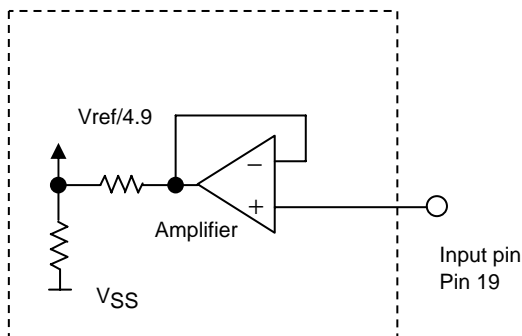 Vref/4.9
−
+
Amplifier
Input pin
Pin 19
VSS